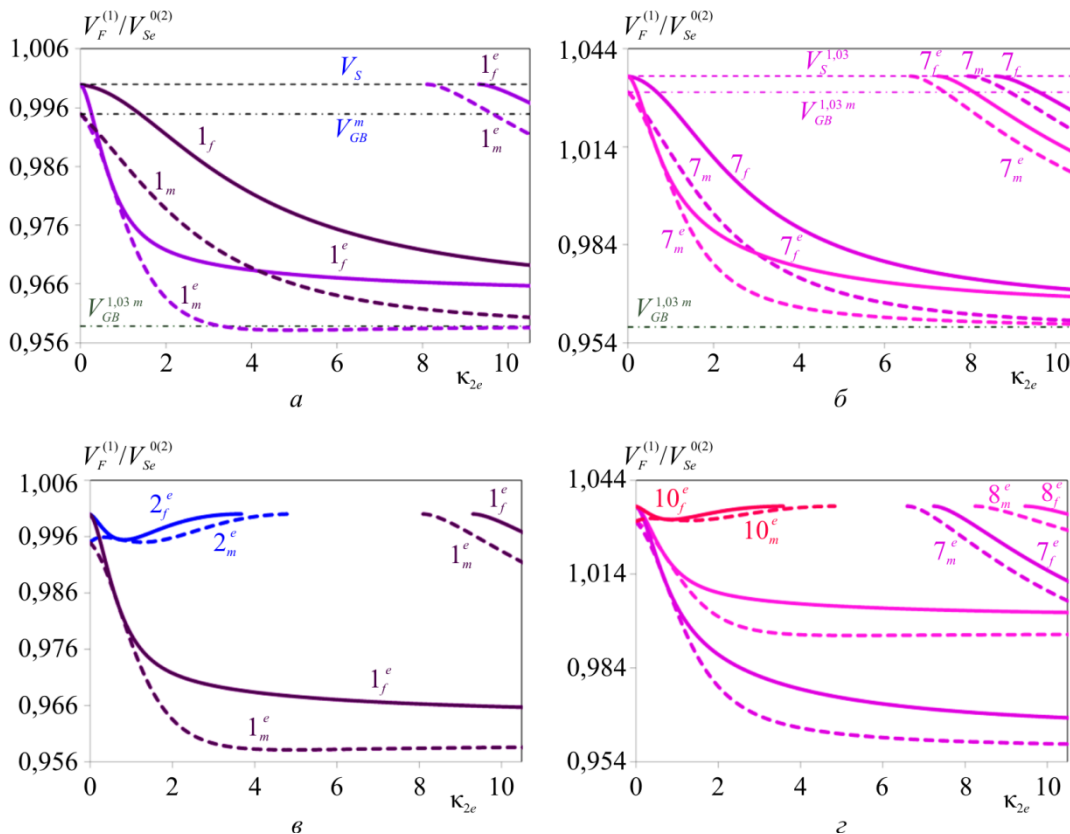 V_F^(1)/V_Se^0(2)
1,006
0,996
0,986
0,976
0,966
0,956
0 2 4 6 8 10
κ_2e
V_S
V_GB^m
V_GB^1,03 m
1_f
1_m
1_f^e
1_m^e
1_f^e
1_m^e
а
V_F^(1)/V_Se^0(2)
1,044
1,014
0,984
0,954
0 2 4 6 8 10
κ_2e
V_S^1,03
V_GB^1,03 m
V_GB^1,03 m
7_f^e
7_m
7_f
7_m^e
7_m
7_f
7_m^e
7_f^e
б
V_F^(1)/V_Se^0(2)
1,006
0,996
0,986
0,976
0,966
0,956
0 2 4 6 8 10
κ_2e
2_f^e
2_m^e
1_f^e
1_m^e
1_f^e
1_m^e
в
V_F^(1)/V_Se^0(2)
1,044
1,014
0,984
0,954
0 2 4 6 8 10
κ_2e
10_f^e
10_m^e
8_m^e
8_f^e
7_m^e
7_f^e
г